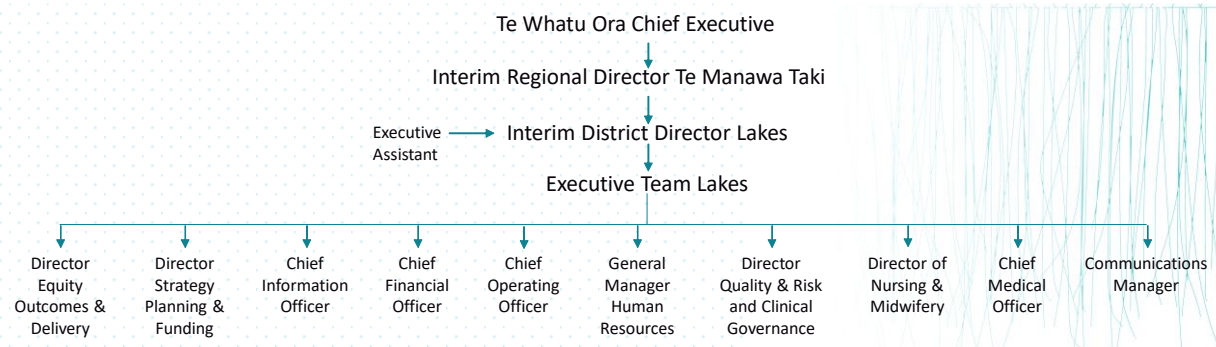 Te Whatu Ora Chief Executive
Interim Regional Director Te Manawa Taki
Executive
Assistant
Interim District Director Lakes
Executive Team Lakes
Director
Equity
Outcomes &
Delivery
Director
Strategy
Planning &
Funding
Chief
Information
Officer
Chief
Financial
Officer
Chief
Operating
Officer
General
Manager
Human
Resources
Director
Quality & Risk
and Clinical
Governance
Director of
Nursing &
Midwifery
Chief
Medical
Officer
Communications
Manager